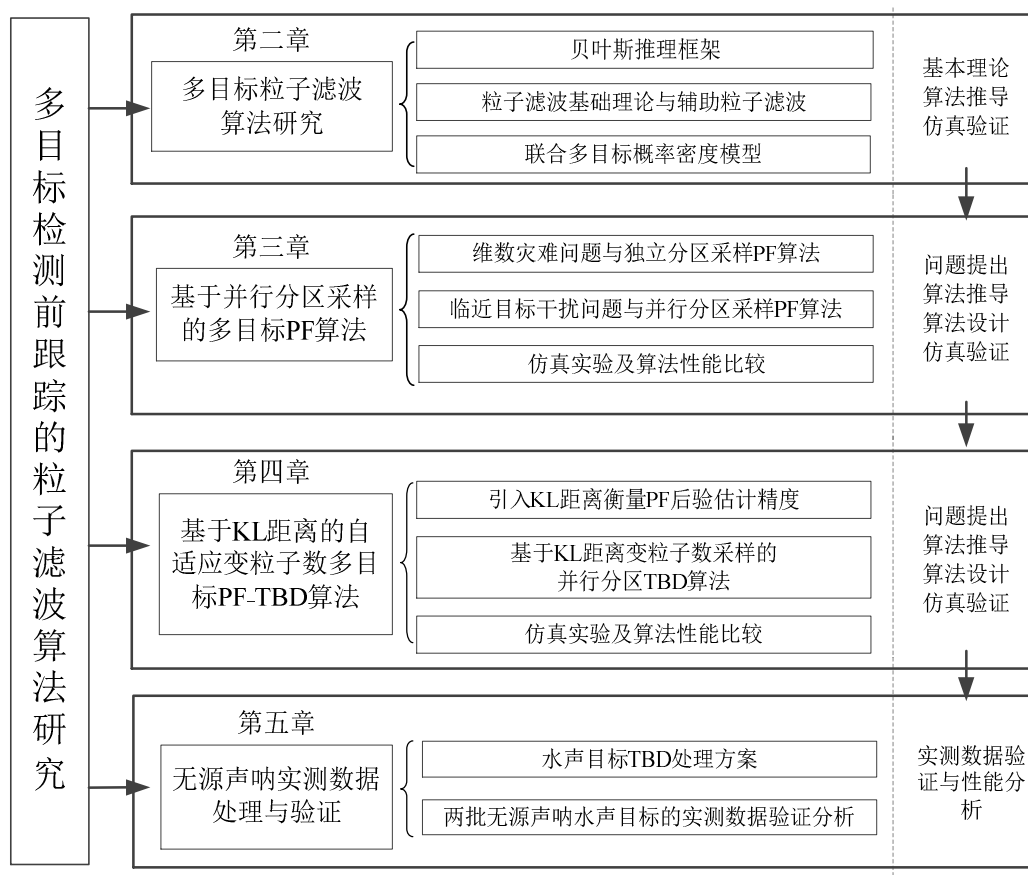 多目标检测前跟踪的粒子滤波算法研究
第二章
多目标粒子滤波
算法研究
贝叶斯推理框架
粒子滤波基础理论与辅助粒子滤波
联合多目标概率密度模型
基本理论
算法推导
仿真验证
第三章
基于并行分区采样
的多目标PF算法
维数灾难问题与独立分区采样PF算法
临近目标干扰问题与并行分区采样PF算法
仿真实验及算法性能比较
问题提出
算法推导
算法设计
仿真验证
第四章
基于KL距离的自
适应变粒子数多目
标PF-TBD算法
引入KL距离衡量PF后验估计精度
基于KL距离变粒子数采样的
并行分区TBD算法
仿真实验及算法性能比较
问题提出
算法推导
算法设计
仿真验证
第五章
无源声呐实测数据
处理与验证
水声目标TBD处理方案
两批无源声呐水声目标的实测数据验证分析
实测数据验
证与性能分
析